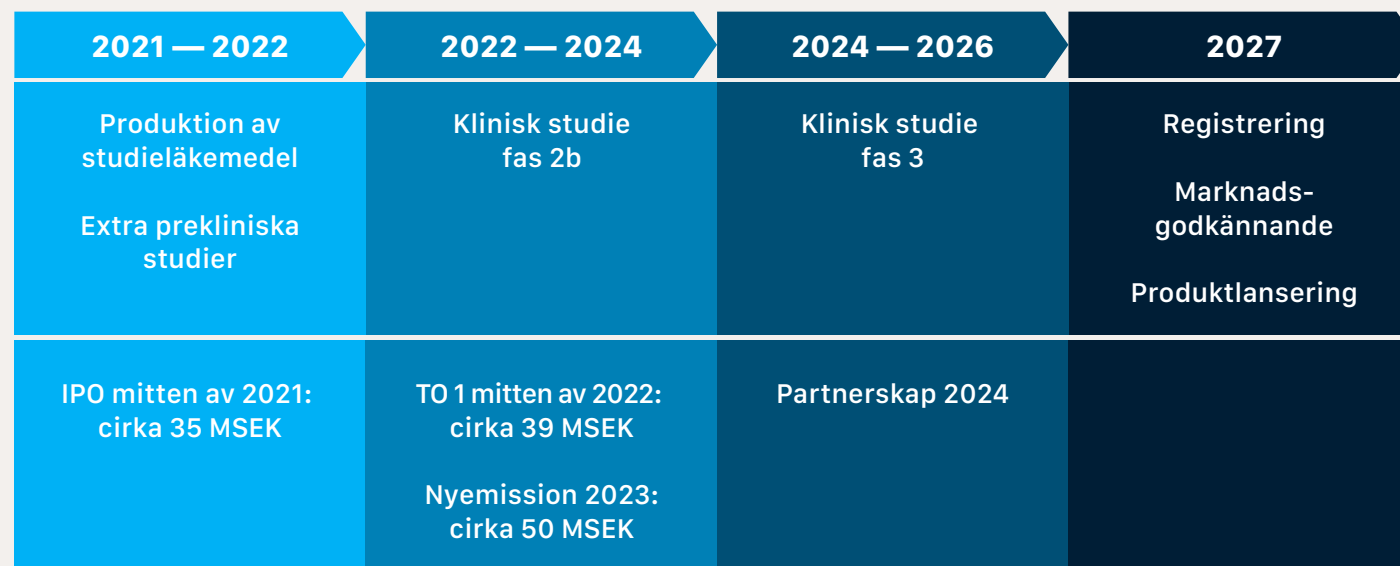 2021 — 2022
2022 — 2024
2024 — 2026
2027
Produktion av
studieläkemedel
Extra prekliniska
studier
Klinisk studie
fas 2b
Klinisk studie
fas 3
Registrering
Marknads-
godkännande
Produktlansering
IPO mitten av 2021:
cirka 35 MSEK
TO 1 mitten av 2022:
cirka 39 MSEK
Nyemission 2023:
cirka 50 MSEK
Partnerskap 2024